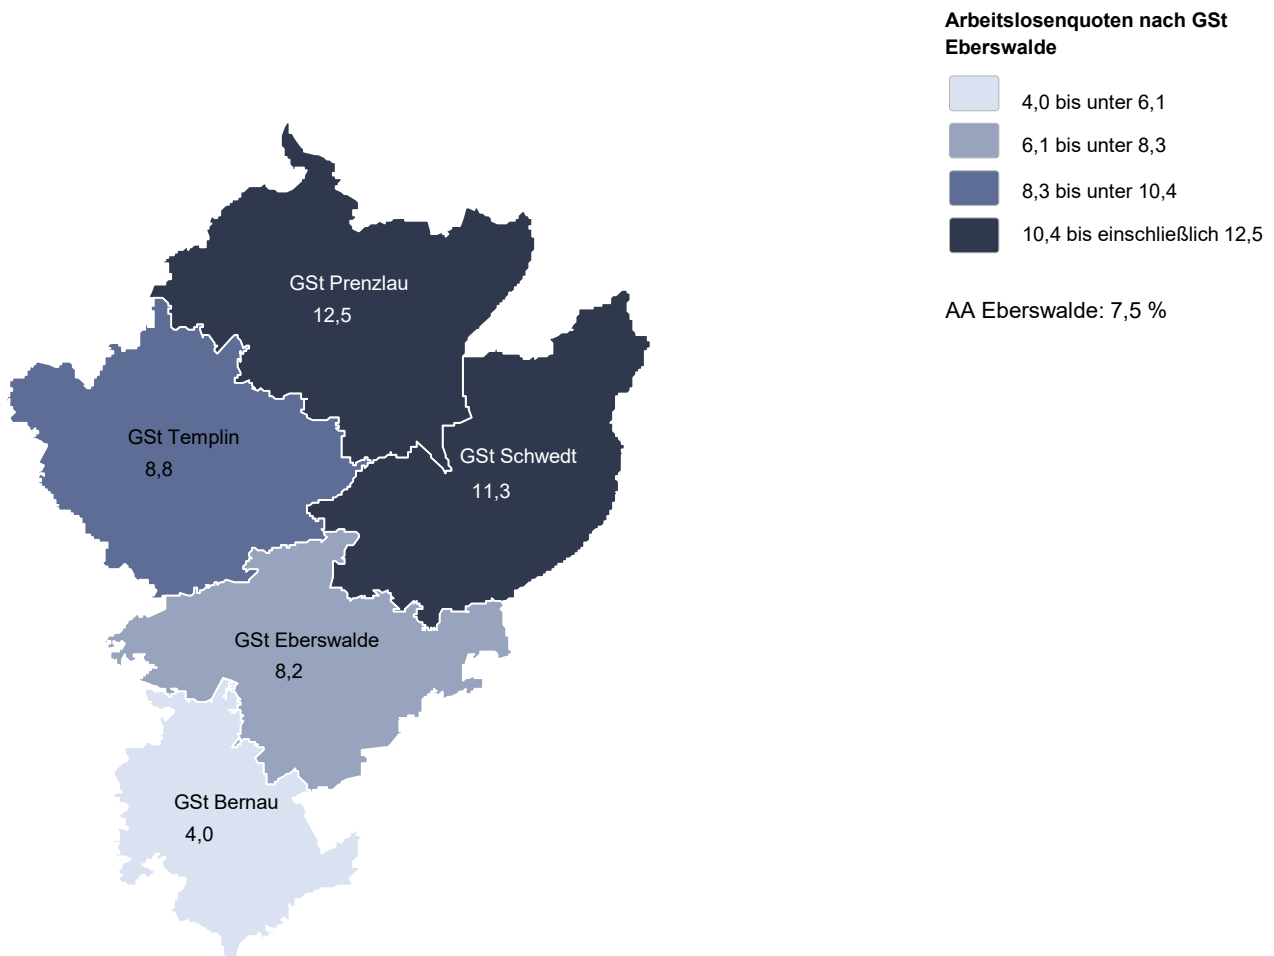 Arbeitslosenquoten nach GSt
Eberswalde
4,0 bis unter 6,1
6,1 bis unter 8,3
8,3 bis unter 10,4
10,4 bis einschließlich 12,5
AA Eberswalde: 7,5 %
GSt Prenzlau
12,5
GSt Templin
8,8
GSt Schwedt
11,3
GSt Eberswalde
8,2
GSt Bernau
4,0